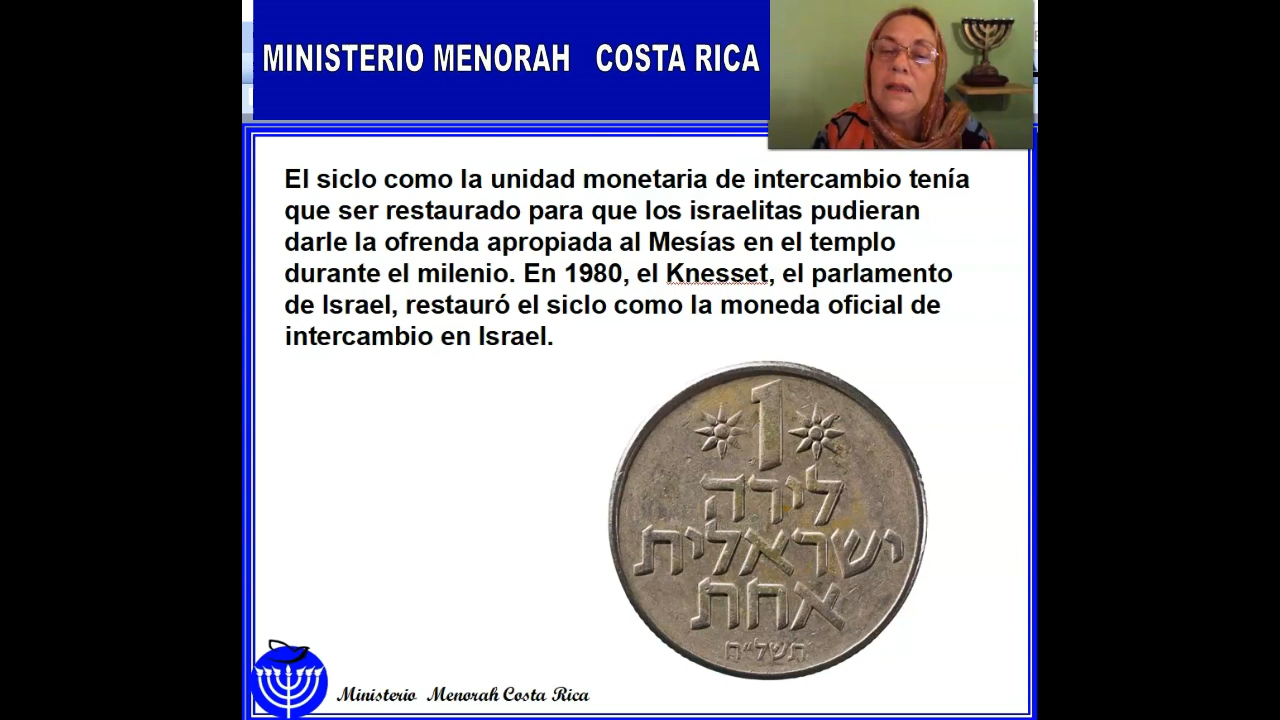 MINISTERIO MENORAH COSTA RICA
El siclo como la unidad monetaria de intercambio tenía
que ser restaurado para que los israelitas pudieran
darle la ofrenda apropiada al Mesías en el templo
durante el milenio. En 1980, el Knesset, el parlamento
de Israel, restauró el siclo como la moneda oficial de
intercambio en Israel.
1
לירה
ישראלית
אחת
תשל״ח
Ministerio Menorah Costa Rica